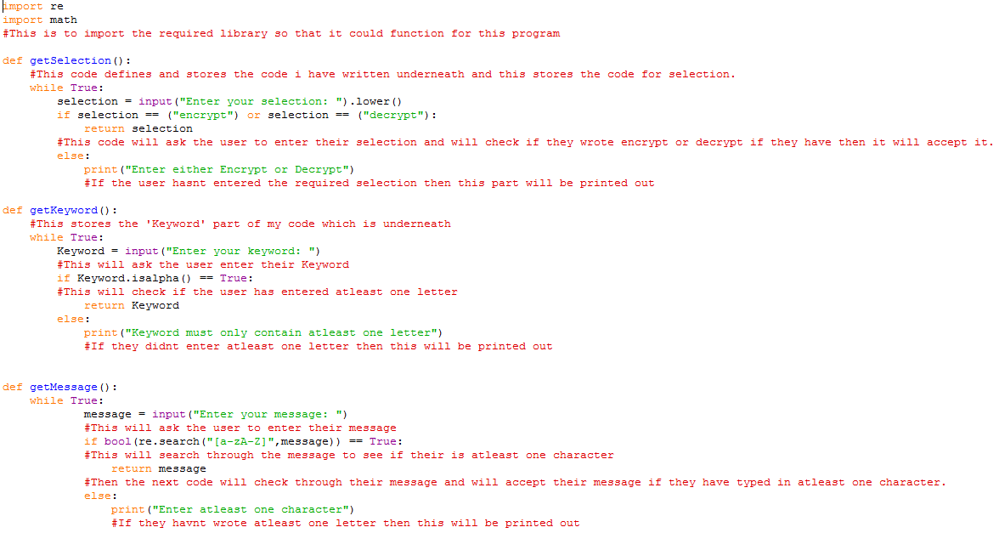 import re
import math
#This is to import the required library so that it could function for this program

def getSelection():
    #This code defines and stores the code i have written underneath and this stores the code for selection.
    while True:
        selection = input("Enter your selection: ").lower()
        if selection == ("encrypt") or selection == ("decrypt"):
            return selection
        #This code will ask the user to enter their selection and will check if they wrote encrypt or decrypt if they have then it will accept it.
        else:
            print("Enter either Encrypt or Decrypt")
            #If the user hasnt entered the required selection then this part will be printed out

def getKeyword():
    #This stores the 'Keyword' part of my code which is underneath
    while True:
        Keyword = input("Enter your keyword: ")
        #This will ask the user enter their Keyword
        if Keyword.isalpha() == True:
        #This will check if the user has entered atleast one letter
            return Keyword
        else:
            print("Keyword must only contain atleast one letter")
            #If they didnt enter atleast one letter then this will be printed out


def getMessage():
    while True:
            message = input("Enter your message: ")
            #This will ask the user to enter their message
            if bool(re.search("[a-zA-Z]",message)) == True:
            #This will search through the message to see if their is atleast one character
                return message
            #Then the next code will check through their message and will accept their message if they have typed in atleast one character.
            else:
                print("Enter atleast one character")
                #If they havnt wrote atleast one letter then this will be printed out